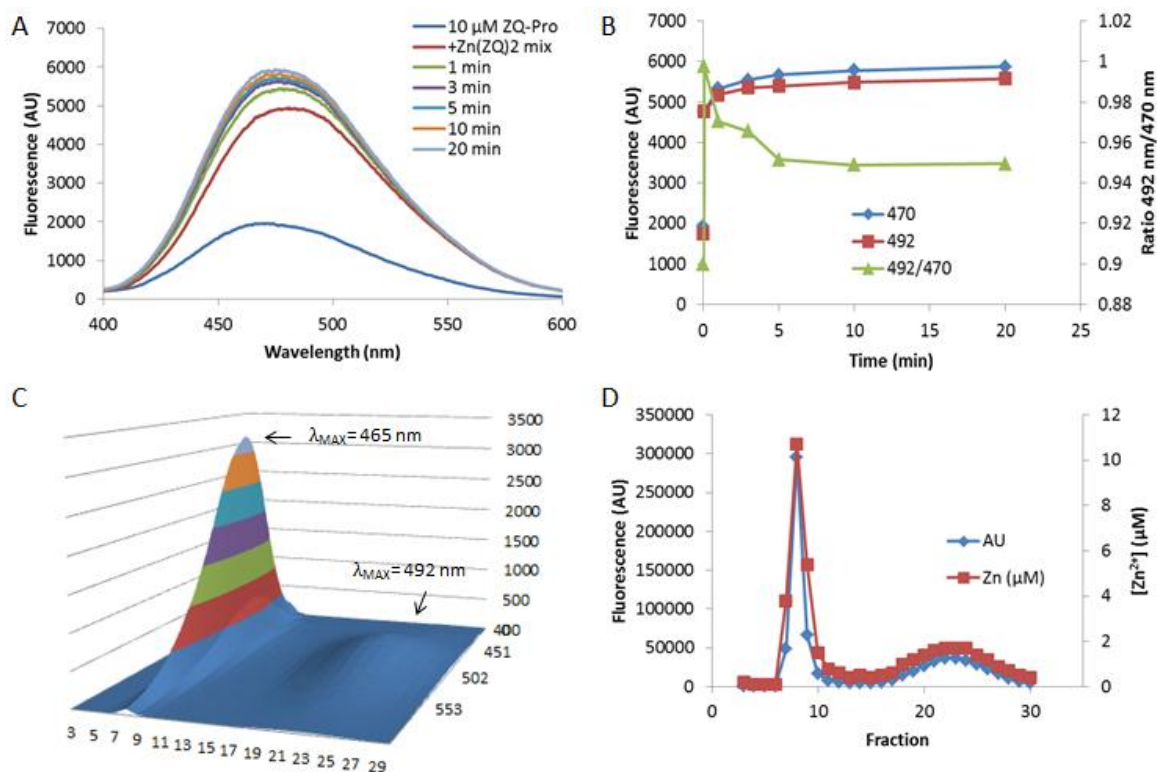 A
7000
6000
5000
4000
3000
2000
1000
0
Fluorescence (AU)
400
450
500
550
600
Wavelength (nm)
10 µM ZQ-Pro
+Zn(ZQ)2 mix
1 min
3 min
5 min
10 min
20 min
B
7000
6000
5000
4000
3000
2000
1000
0
Fluorescence (AU)
0
5
10
15
20
25
Time (min)
1.02
1
0.98
0.96
0.94
0.92
0.9
0.88
Ratio 492 nm/470 nm
470
492
492/470
C
λMAX= 465 nm
λMAX= 492 nm
3500
3000
2500
2000
1500
1000
500
0
400
451
502
553
3 5 7 9 11 13 15 17 19 21 23 25 27 29
D
350000
300000
250000
200000
150000
100000
50000
0
Fluorescence (AU)
0
10
20
30
Fraction
12
10
8
6
4
2
0
[Zn²⁺] (µM)
AU
Zn (µM)